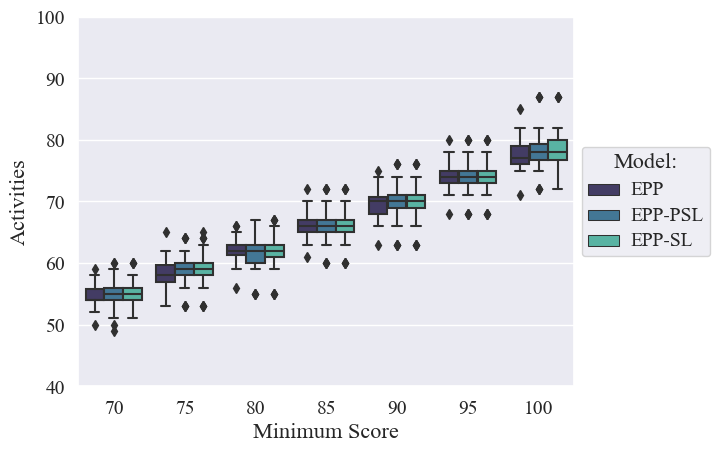 100
90
80
70
60
50
40
Activities
70 75 80 85 90 95 100
Minimum Score
Model:
EPP
EPP-PSL
EPP-SL